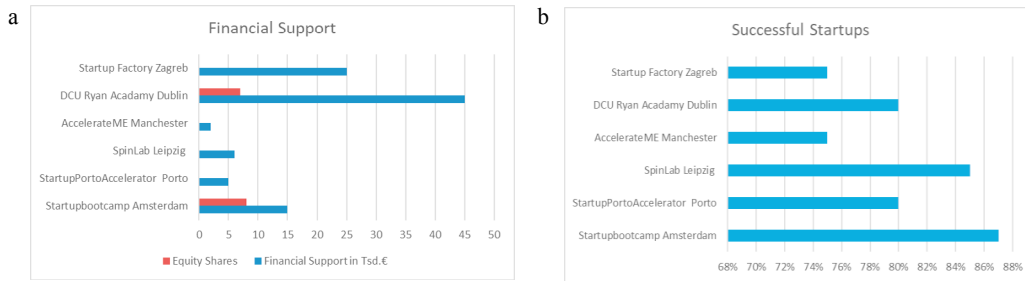 a
Financial Support
Startup Factory Zagreb
DCU Ryan Acadamy Dublin
AccelerateME Manchester
SpinLab Leipzig
StartupPortoAccelerator Porto
Startupbootcamp Amsterdam
0 5 10 15 20 25 30 35 40 45 50
Equity Shares Financial Support in Tsd.€
b
Successful Startups
Startup Factory Zagreb
DCU Ryan Acadamy Dublin
AccelerateME Manchester
SpinLab Leipzig
StartupPortoAccelerator Porto
Startupbootcamp Amsterdam
68% 70% 72% 74% 76% 78% 80% 82% 84% 86% 88%